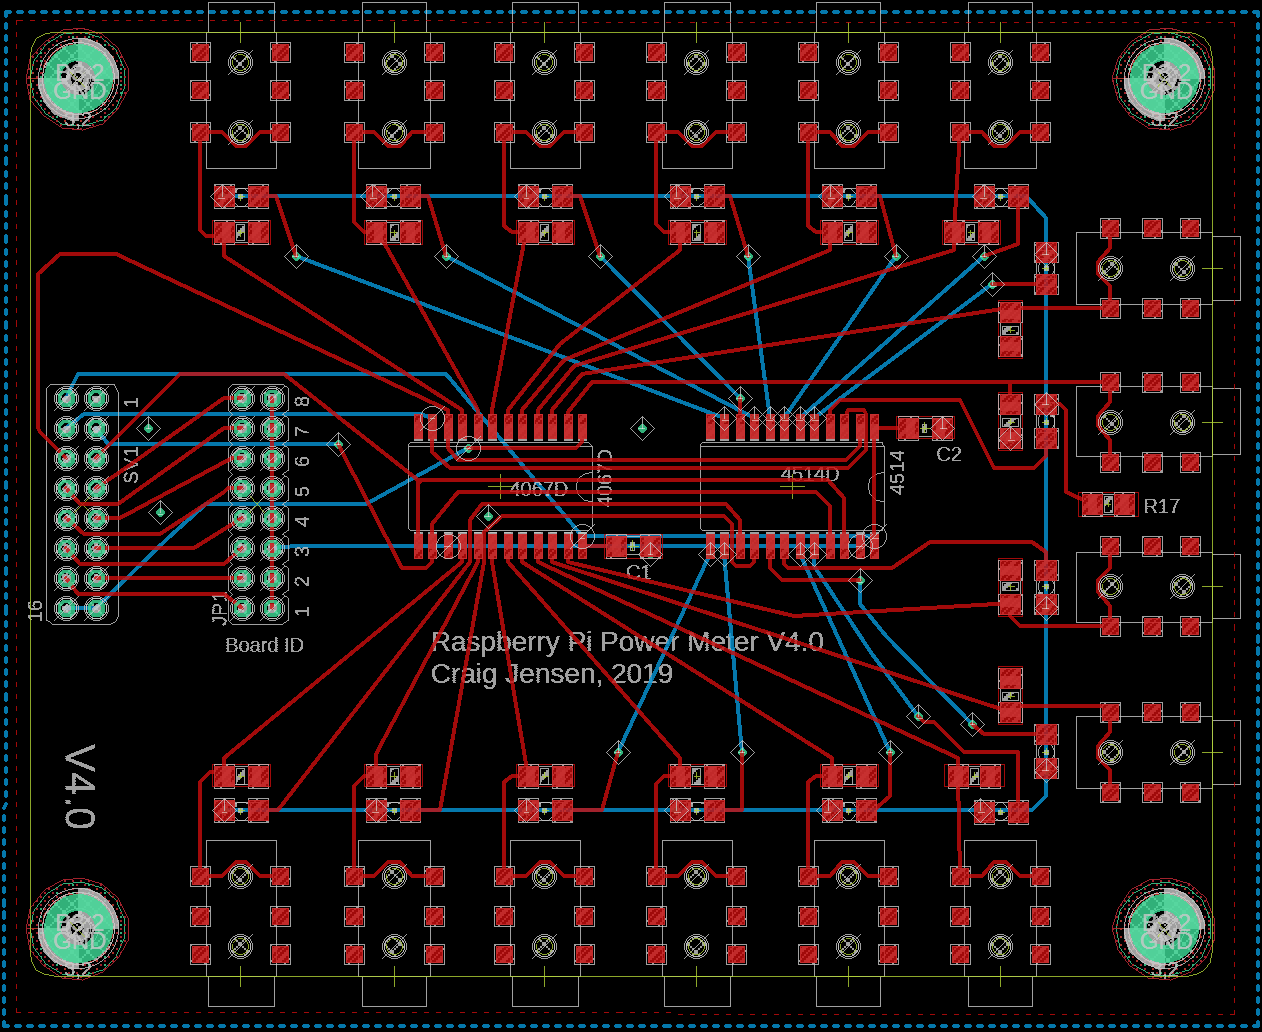 GND
GND
1
SV1
16
8
7
6
5
4
3
2
1
JP1
Board ID
4067D
4514D
4514
C2
R17
C1
Raspberry Pi Power Meter V4.0
Craig Jensen, 2019
V4.0
GND
GND